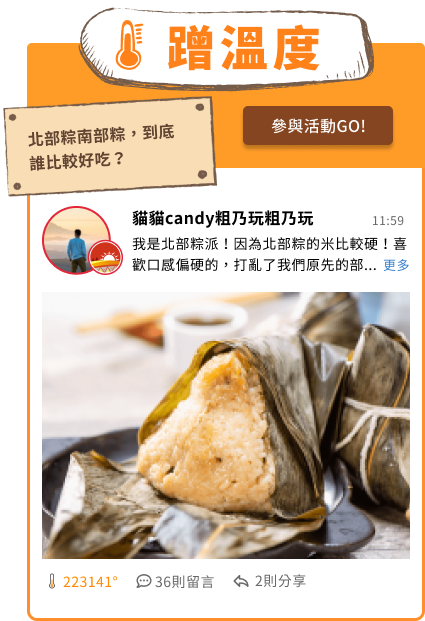 蹭溫度
北部粽南部粽，到底
誰比較好吃？
參與活動GO!
貓貓candy粗乃玩粗乃玩 11:59
我是北部粽派！因為北部粽的米比較硬！喜
歡口感偏硬的，打亂了我們原先的部... 更多
223141° 36則留言 2則分享